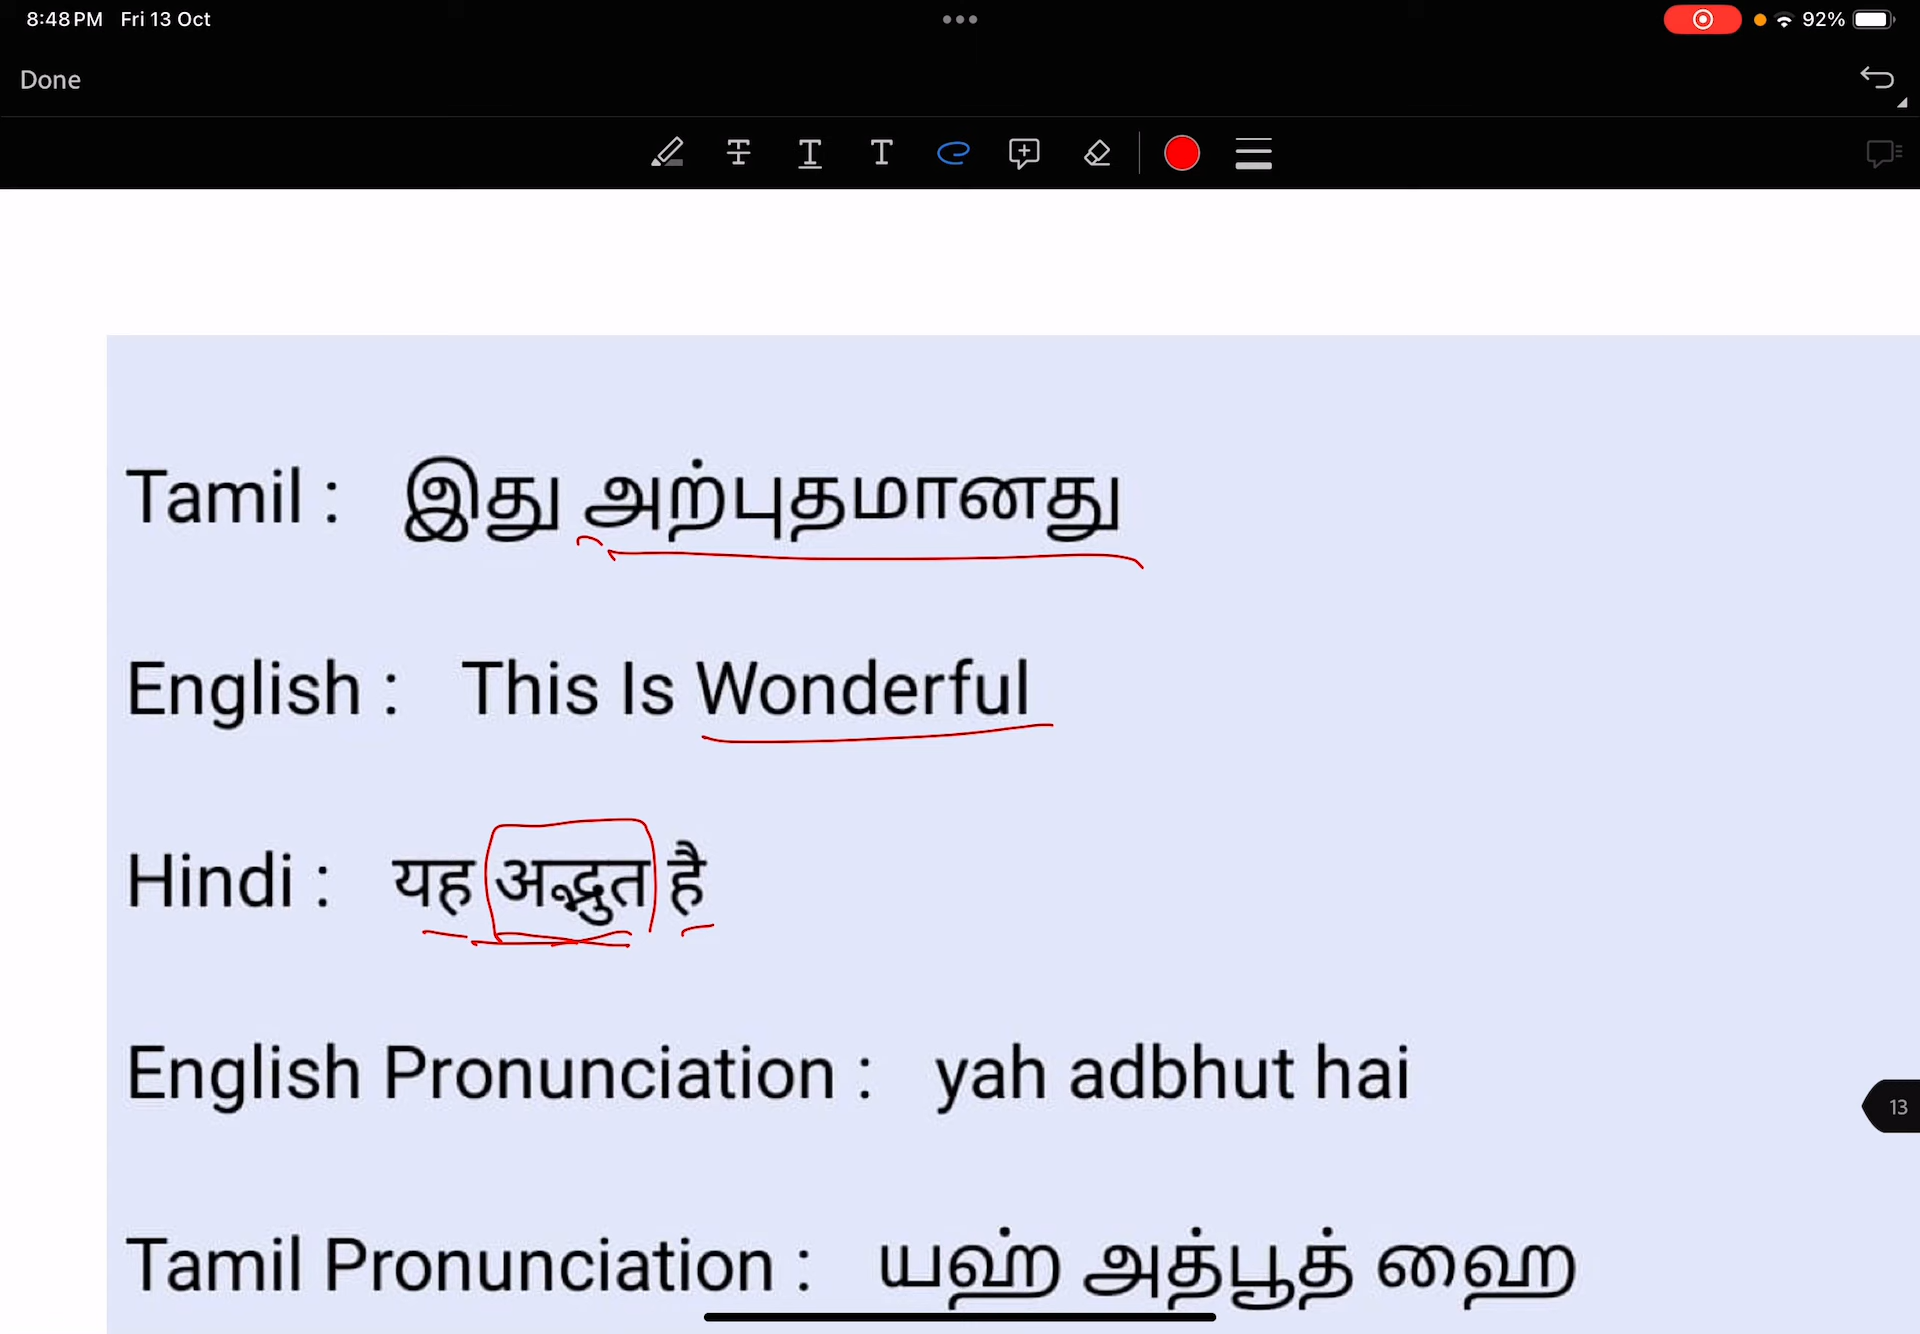 8:48 PM Fri 13 Oct
92%
Done
Tamil : இது அற்புதமானது
English : This Is Wonderful
Hindi : यह अद्भुत है
English Pronunciation : yah adbhut hai
13
Tamil Pronunciation : யஹ் அத்பூத் ஹை